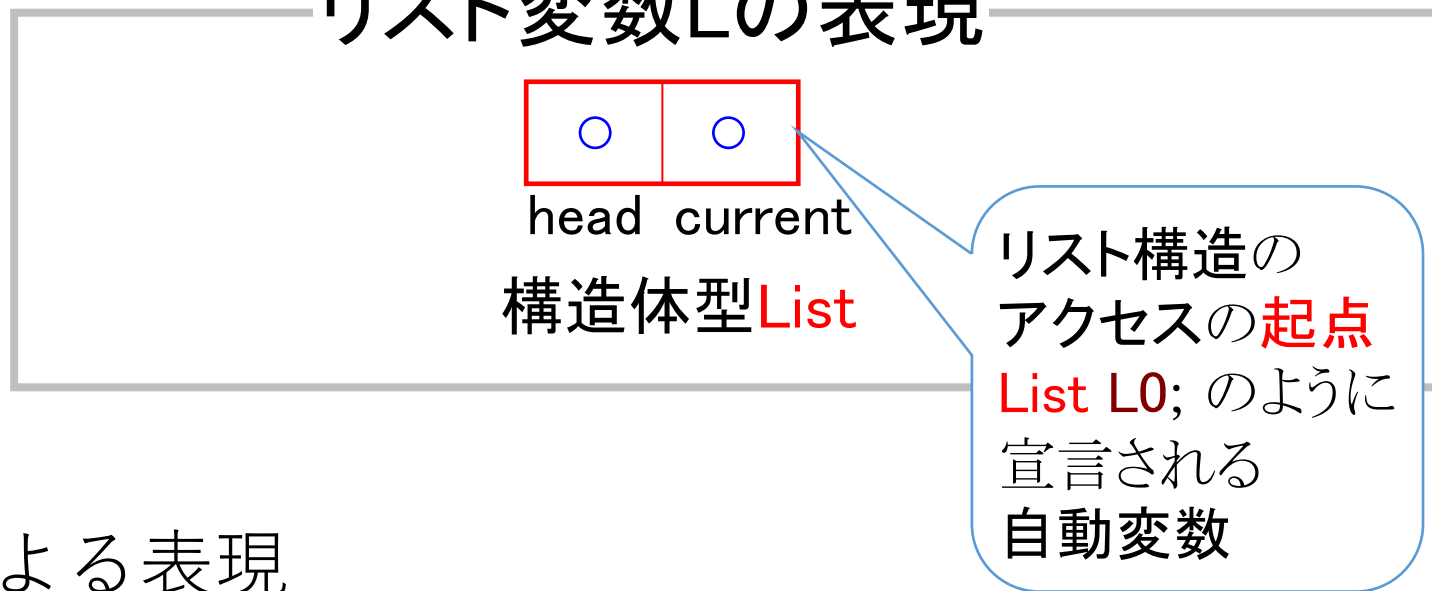 リスト変数Lの表現
head current
構造体型List
リスト構造の
アクセスの起点
List L0; のように
宣言される
自動変数
よる表現